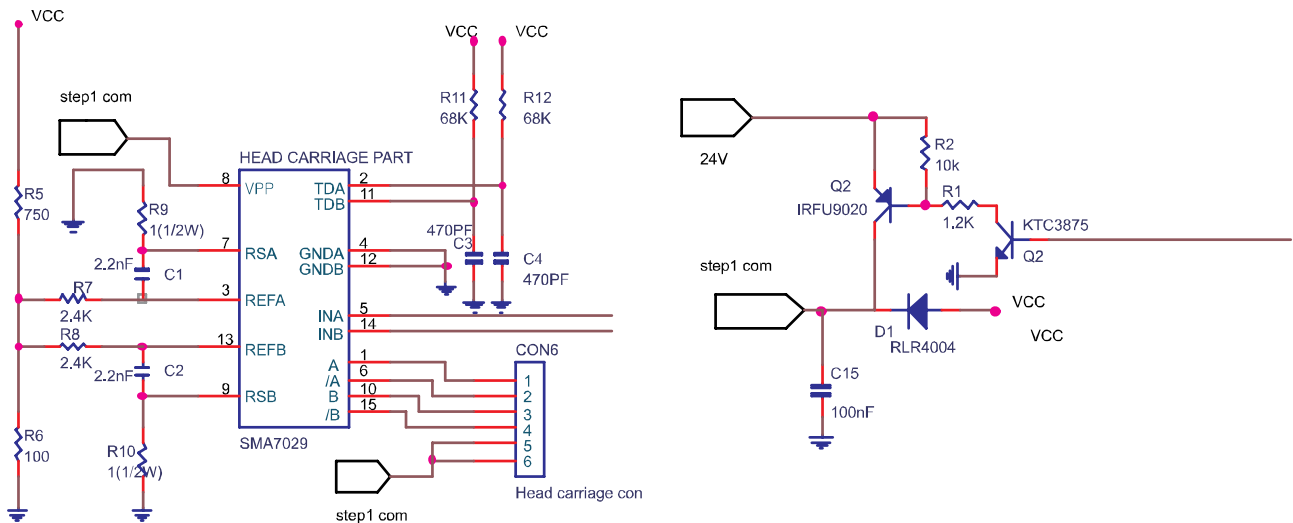 VCC
step1 com
R5
750
R9
1(1/2W)
2.2nF
C1
R7
2.4K
R8
2.4K
2.2nF
C2
R6
100
R10
1(1/2W)
HEAD CARRIAGE PART
8
VPP
7
RSA
3
REFA
13
REFB
9
RSB
TDA
2
TDB
11
GNDA
4
GNDB
12
INA
5
INB
14
A
1
/A
6
B
10
/B
15
SMA7029
VCC
VCC
R11
68K
R12
68K
470PF
C3
C4
470PF
CON6
1
2
3
4
5
6
Head carriage con
step1 com
24V
R2
10k
Q2
IRFU9020
R1
1,2K
KTC3875
Q2
step1 com
D1
RLR4004
VCC
VCC
C15
100nF